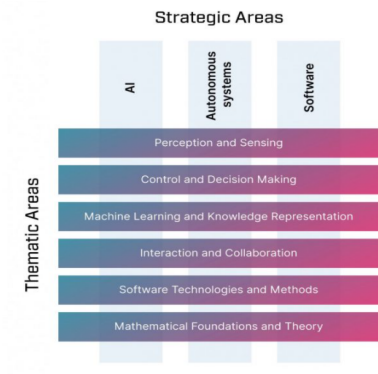 Strategic Areas
AI
Autonomous
systems
Software
Thematic Areas
Perception and Sensing
Control and Decision Making
Machine Learning and Knowledge Representation
Interaction and Collaboration
Software Technologies and Methods
Mathematical Foundations and Theory